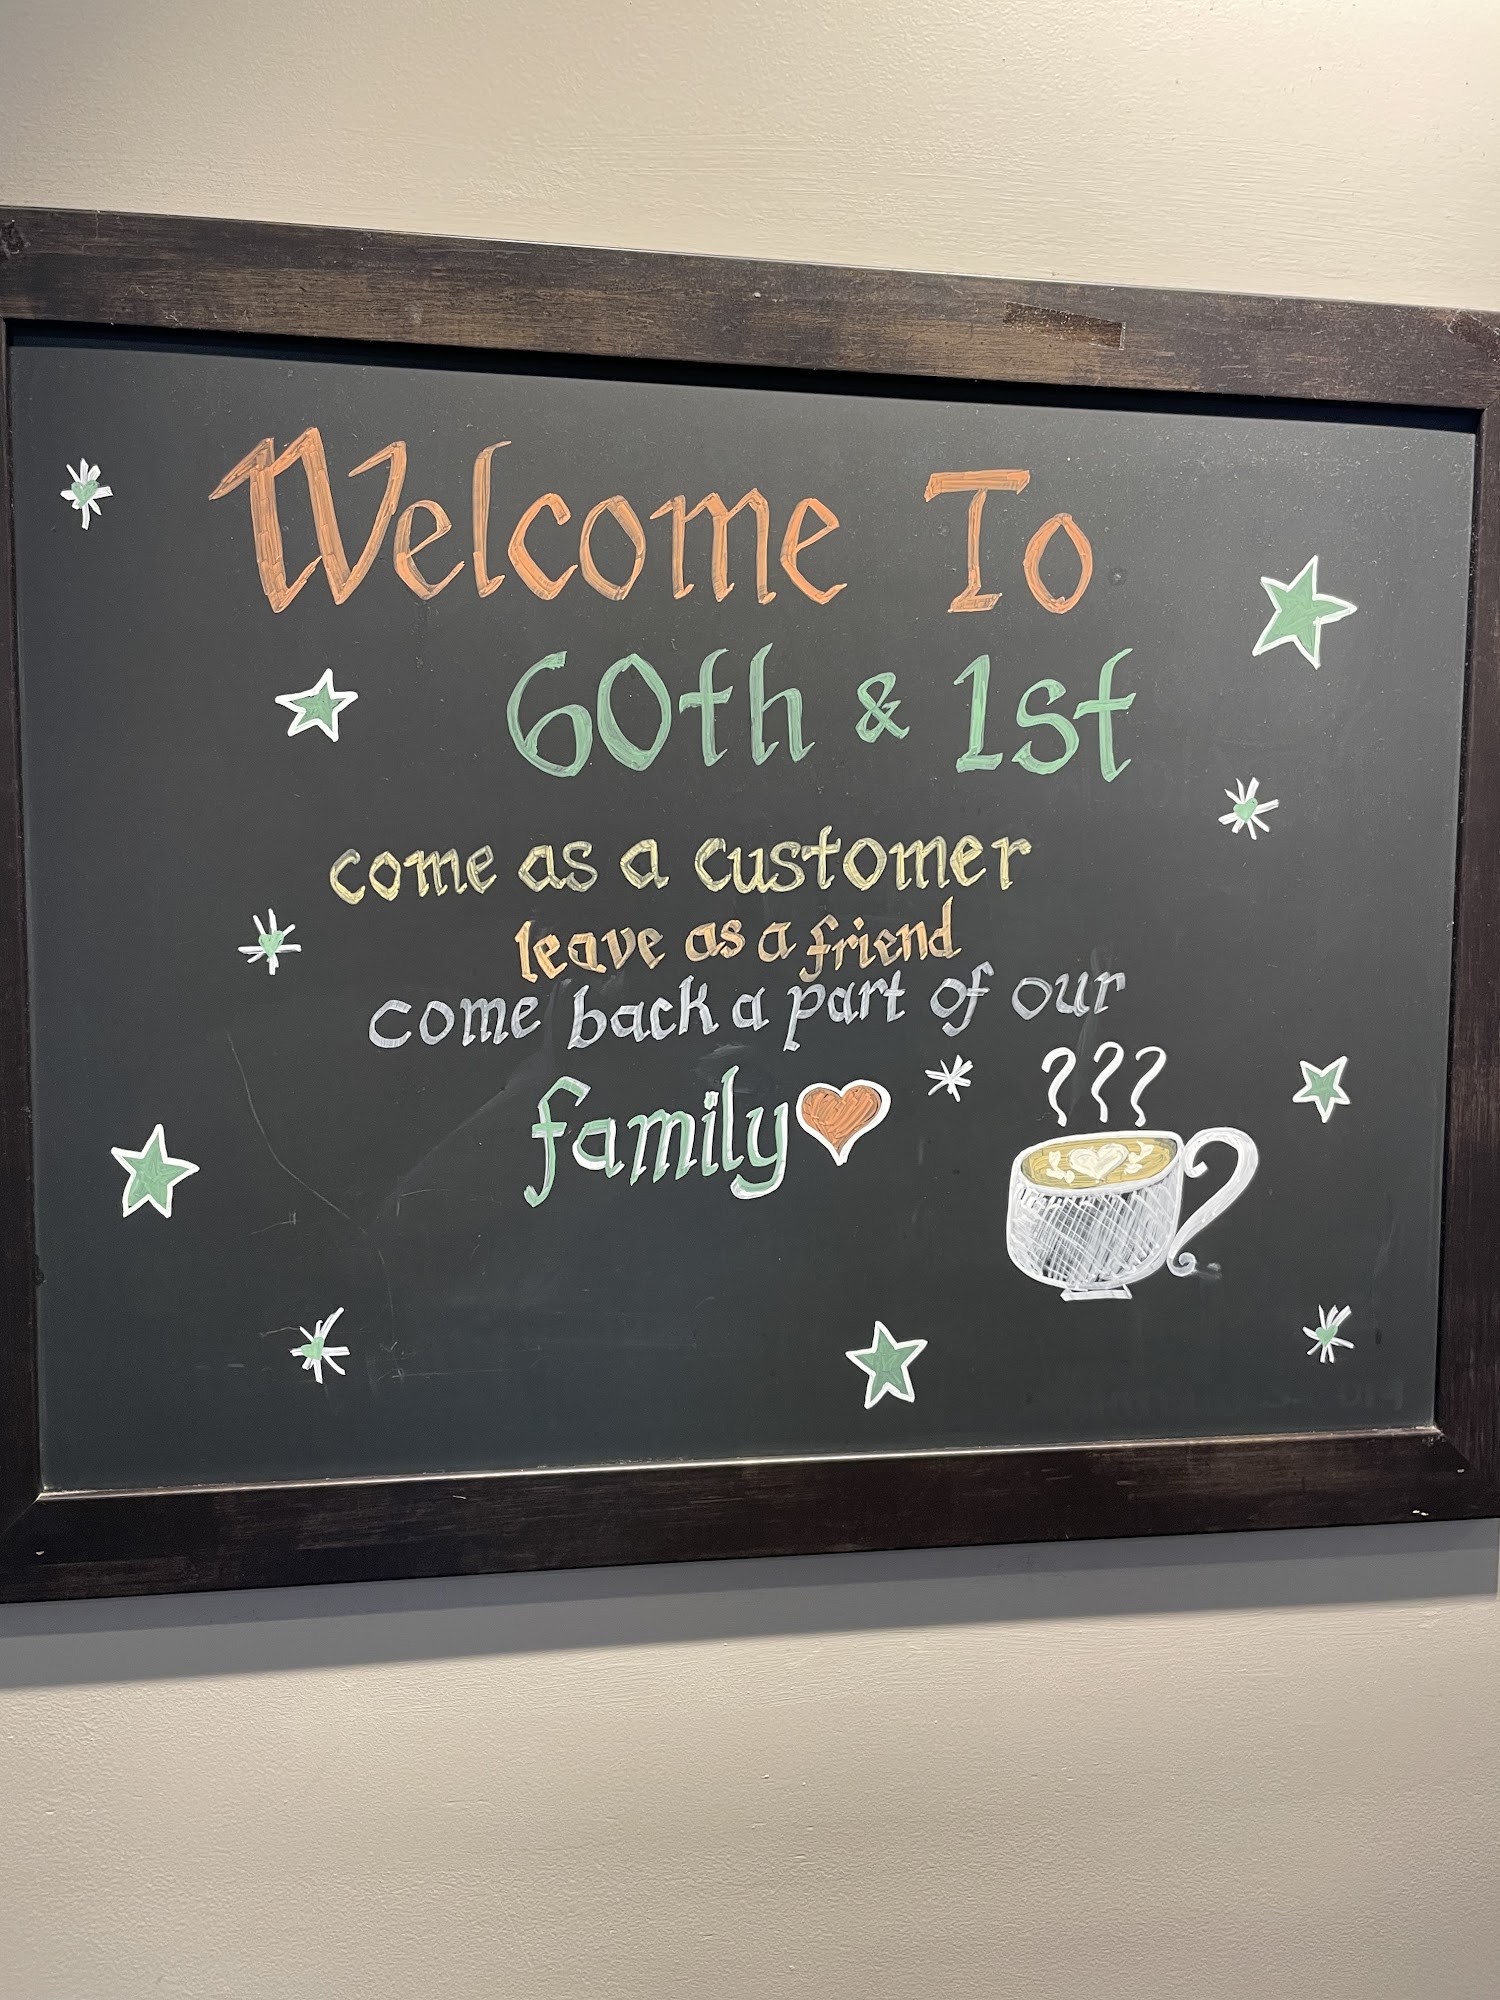 Welcome To
60th & 1st
come as a customer
leave as a friend
come back a part of our
family